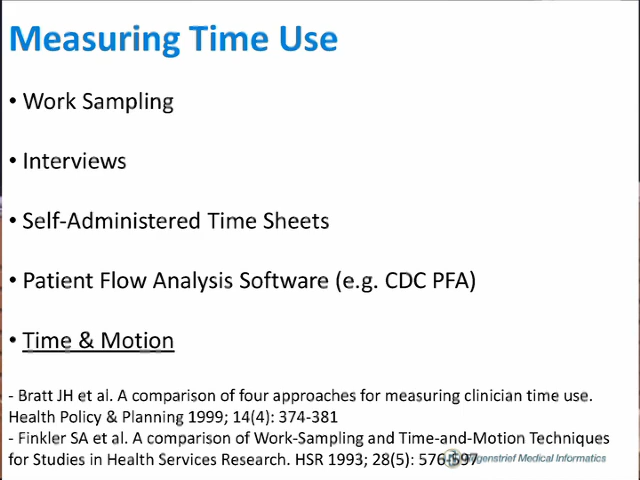 Measuring Time Use
• Work Sampling
• Interviews
• Self-Administered Time Sheets
• Patient Flow Analysis Software (e.g. CDC PFA)
• Time & Motion
- Bratt JH et al. A comparison of four approaches for measuring clinician time use.
Health Policy & Planning 1999; 14(4): 374-381
- Finkler SA et al. A comparison of Work-Sampling and Time-and-Motion Techniques
for Studies in Health Services Research. HSR 1993; 28(5): 576-597
Medical Informatics